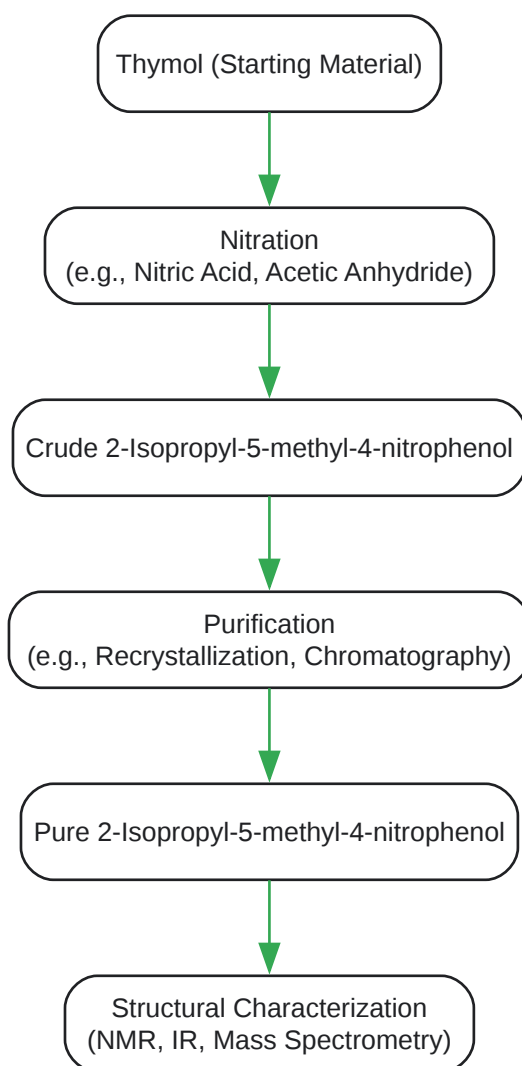 Thymol (Starting Material)
Nitration
(e.g., Nitric Acid, Acetic Anhydride)
Crude 2-Isopropyl-5-methyl-4-nitrophenol
Purification
(e.g., Recrystallization, Chromatography)
Pure 2-Isopropyl-5-methyl-4-nitrophenol
Structural Characterization
(NMR, IR, Mass Spectrometry)